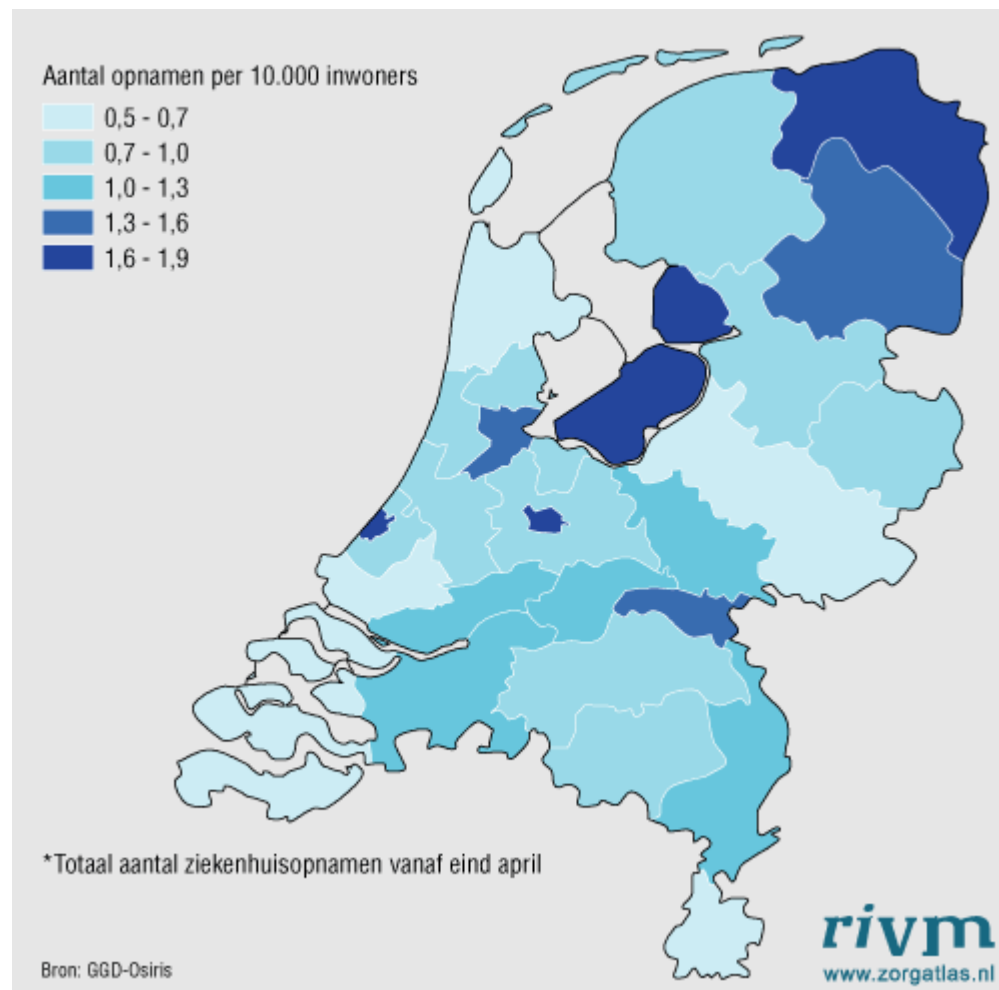 Aantal opnamen per 10.000 inwoners
0,5 - 0,7
0,7 - 1,0
1,0 - 1,3
1,3 - 1,6
1,6 - 1,9
*Totaal aantal ziekenhuisopnamen vanaf eind april
Bron: GGD-Osiris
rivm
www.zorgatlas.nl